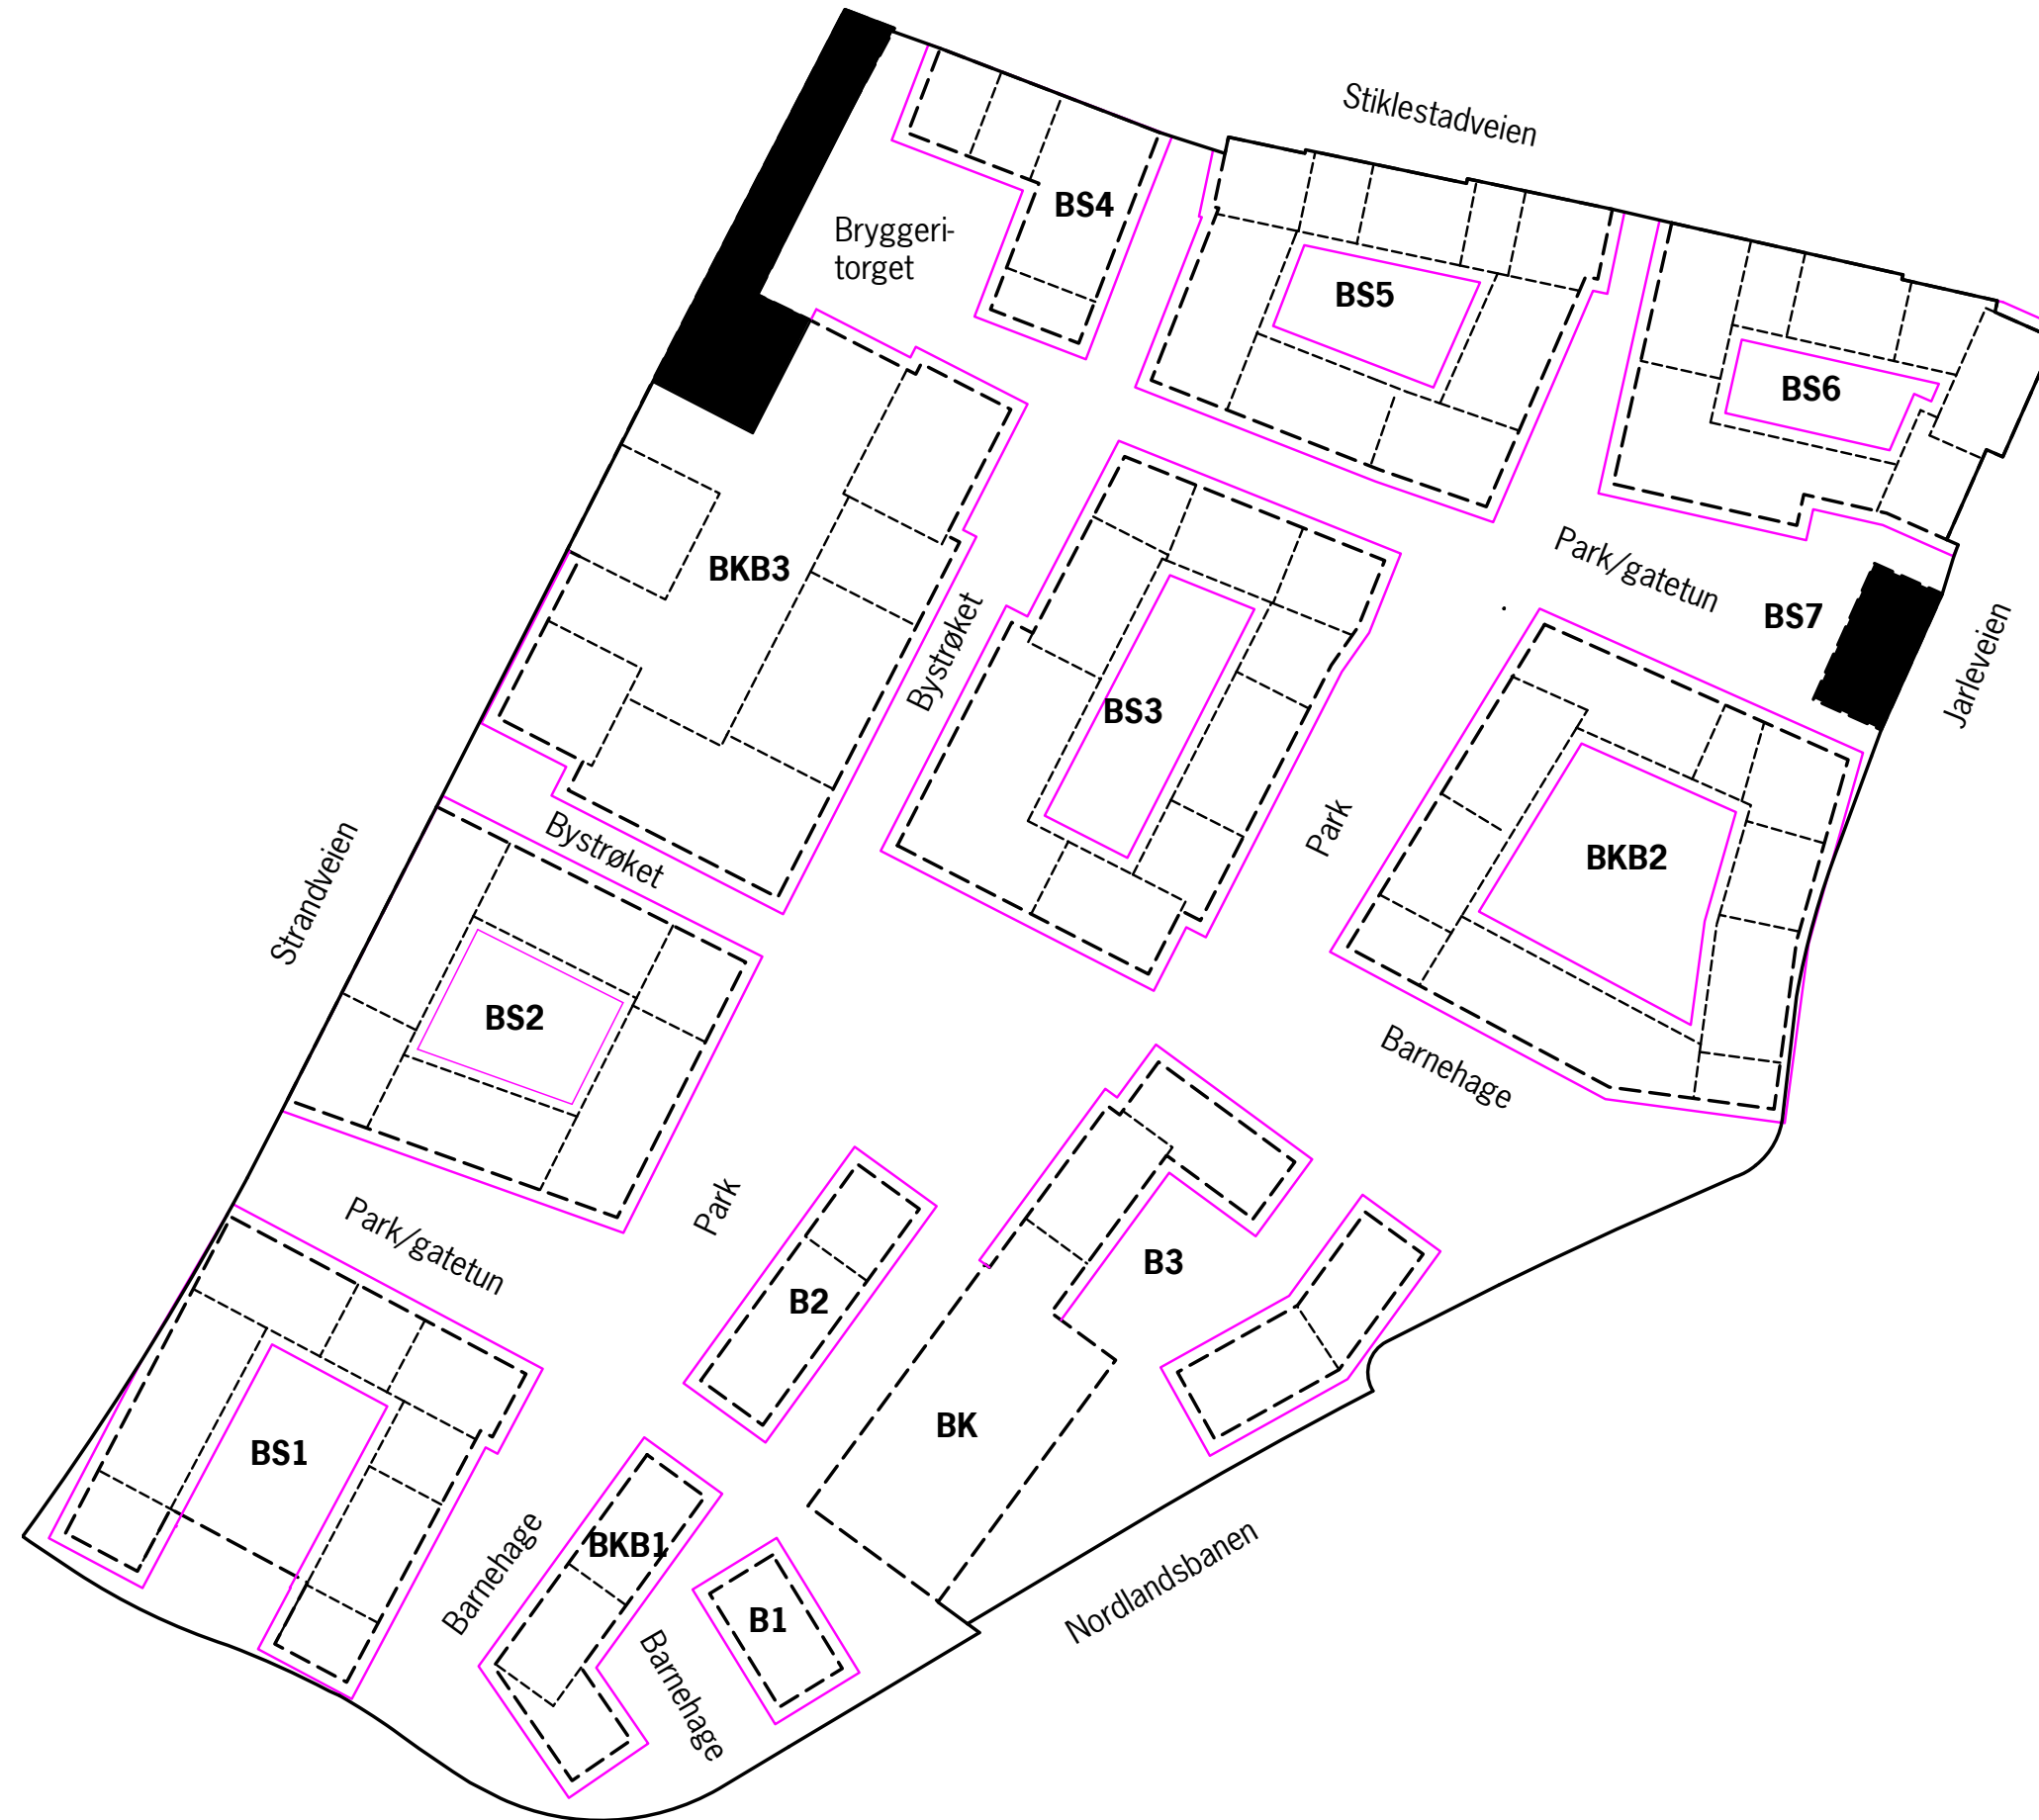 Stiklestadveien
BS4
Bryggeri-
torget
BS5
BS6
BKB3
Park/gatetun
BS7
Bystrøket
Jarleveien
BS3
Park
BKB2
Bystrøket
Strandveien
BS2
Barnehage
Park
Park/gatetun
B3
B2
BK
BS1
BKB1
Barnehage
Nordlandsbanen
B1
Barnehage